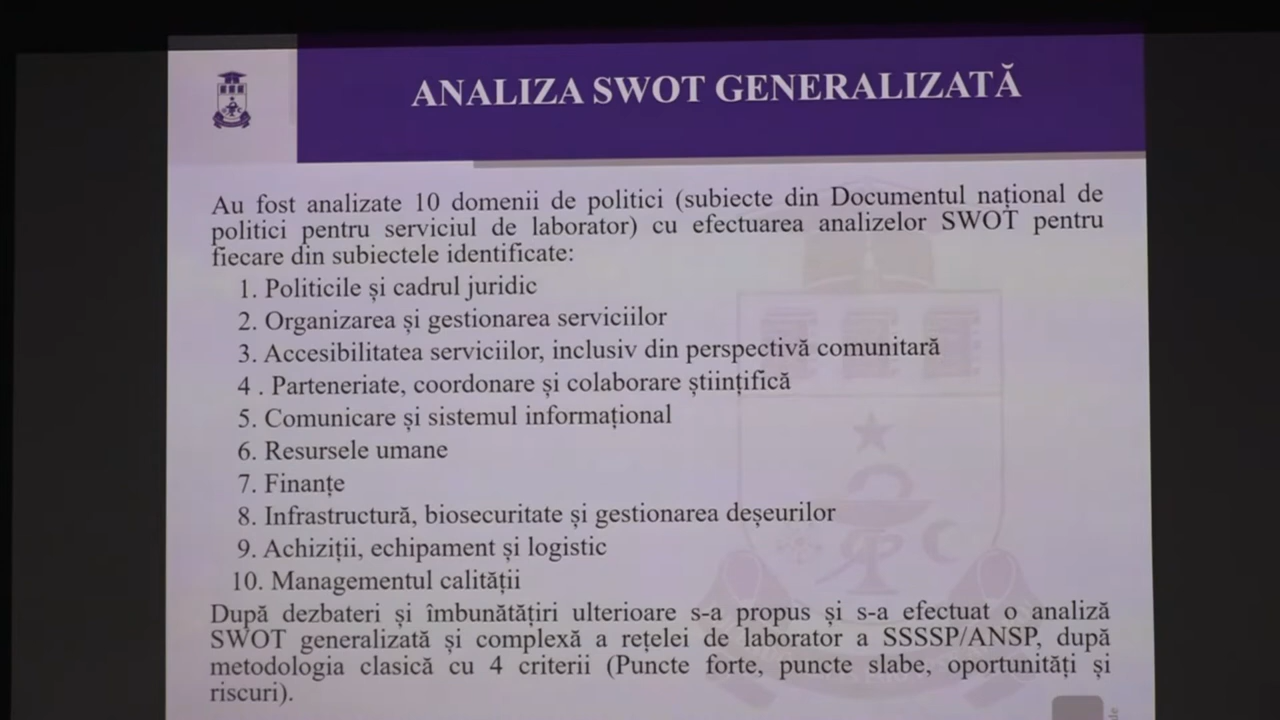 ANALIZA SWOT GENERALIZATĂ
Au fost analizate 10 domenii de politici (subiecte din Documentul național de
politici pentru serviciul de laborator) cu efectuarea analizelor SWOT pentru
fiecare din subiectele identificate:
1. Politicile și cadrul juridic
2. Organizarea și gestionarea serviciilor
3. Accesibilitatea serviciilor, inclusiv din perspectivă comunitară
4 . Parteneriate, coordonare și colaborare științifică
5. Comunicare și sistemul informațional
6. Resursele umane
7. Finanțe
8. Infrastructură, biosecuritate și gestionarea deșeurilor
9. Achiziții, echipament și logistic
10. Managementul calității
După dezbateri și îmbunătățiri ulterioare s-a propus și s-a efectuat o analiză
SWOT generalizată și complexă a rețelei de laborator a SSSSP/ANSP, după
metodologia clasică cu 4 criterii (Puncte forte, puncte slabe, oportunități și
riscuri).